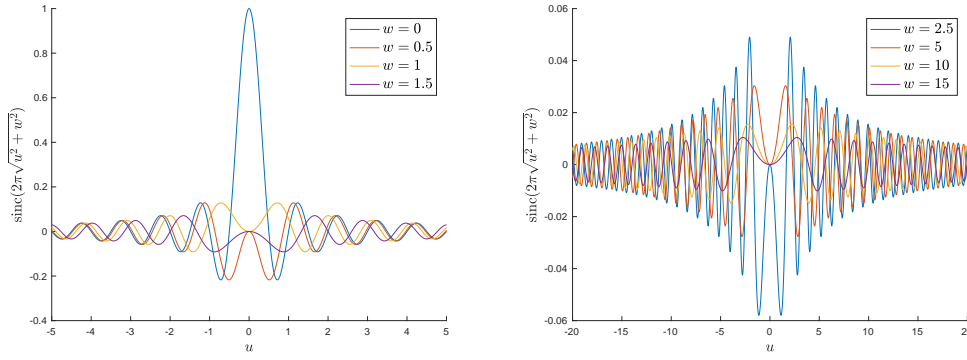 1
0.8
0.6
0.4
0.2
0
-0.2
-0.4
-5 -4 -3 -2 -1 0 1 2 3 4 5
u
sinc(2π√u² + w²)
w = 0
w = 0.5
w = 1
w = 1.5
0.06
0.04
0.02
0
-0.02
-0.04
-0.06
-20 -15 -10 -5 0 5 10 15 20
u
sinc(2π√u² + w²)
w = 2.5
w = 5
w = 10
w = 15